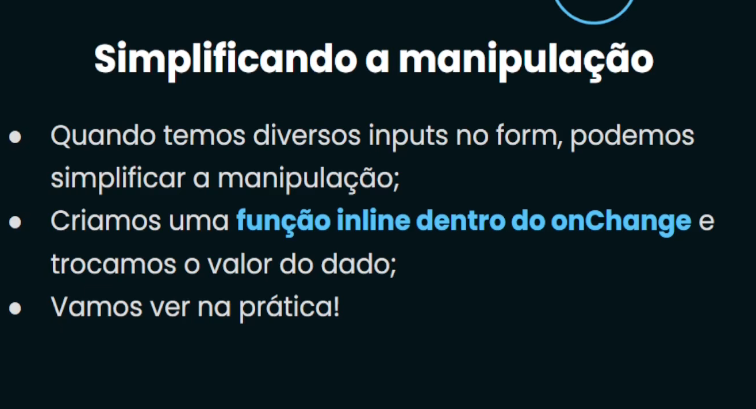 Simplificando a manipulação
● Quando temos diversos inputs no form, podemos
simplificar a manipulação;
● Criamos uma função inline dentro do onChange e
trocamos o valor do dado;
● Vamos ver na prática!